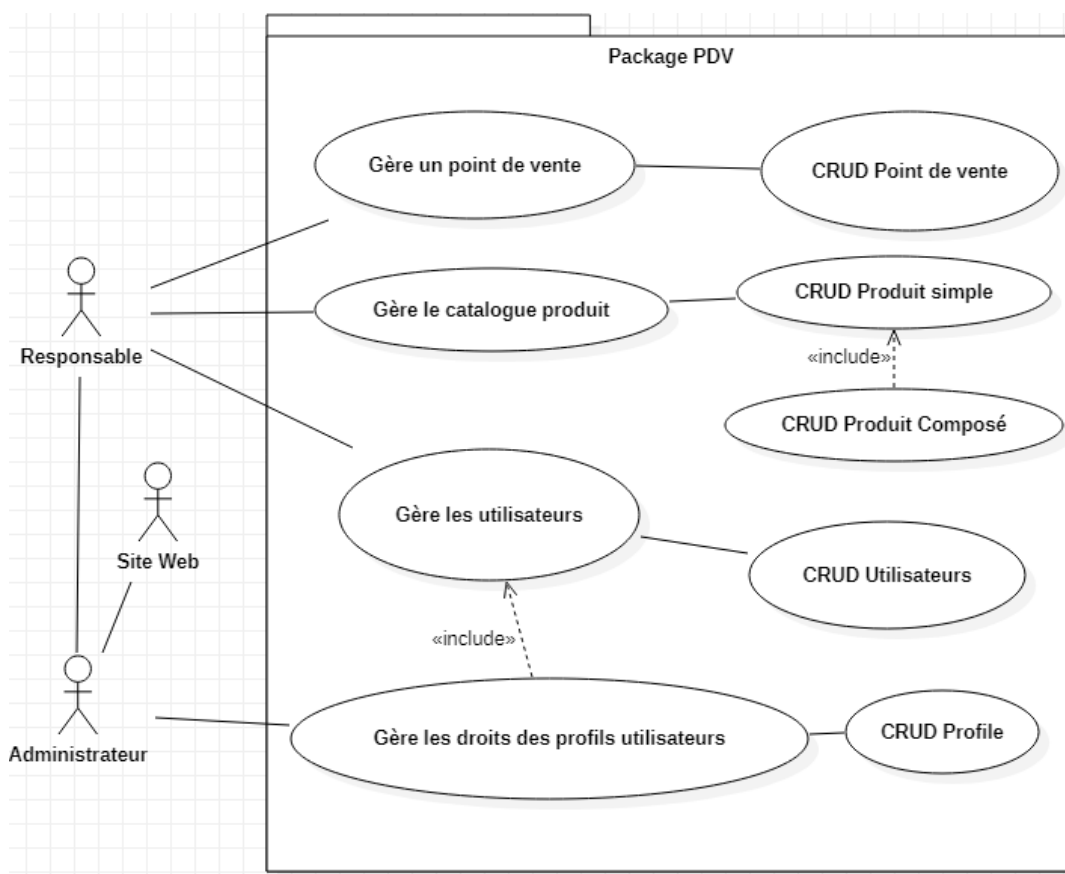 Package PDV
Gère un point de vente
CRUD Point de vente
CRUD Produit simple
Gère le catalogue produit
Responsable
«include»
CRUD Produit Composé
Gère les utilisateurs
Site Web
CRUD Utilisateurs
«include»
Gère les droits des profils utilisateurs
CRUD Profile
Administrateur